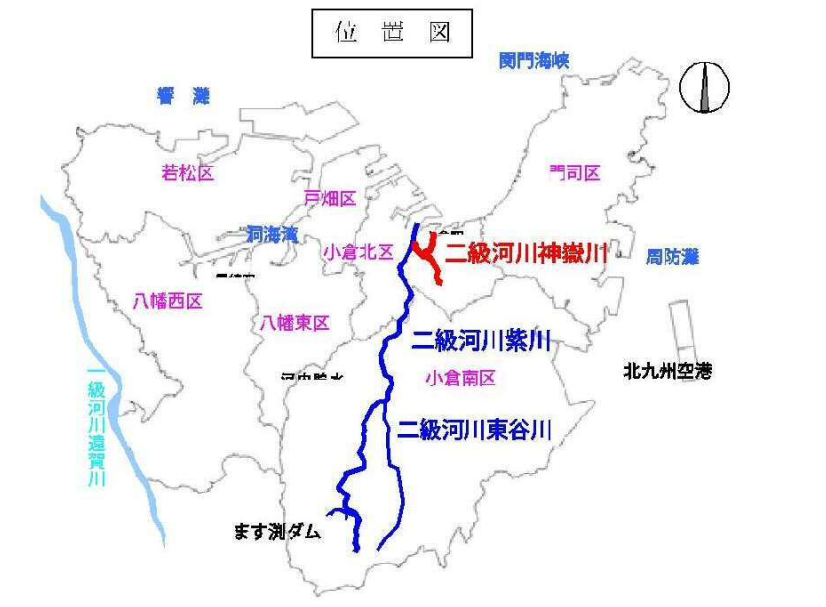 位置図
関門海峡
響灘
若松区
門司区
戸畑区
洞海湾
小倉北区
二級河川神嶽川
周防灘
八幡西区
八幡東区
二級河川紫川
小倉南区
北九州空港
一級河川遠賀川
二級河川東谷川
ます渕ダム